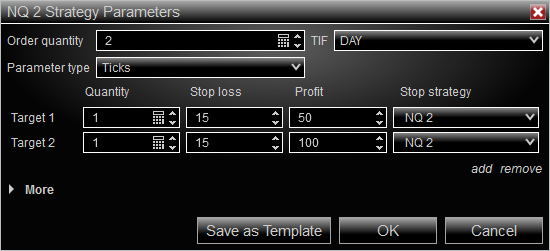 NQ 2 Strategy Parameters
Order quantity 2 TIF DAY
Parameter type Ticks
Quantity Stop loss Profit Stop strategy
Target 1 1 15 50 NQ 2
Target 2 1 15 100 NQ 2
add remove
More
Save as Template OK Cancel